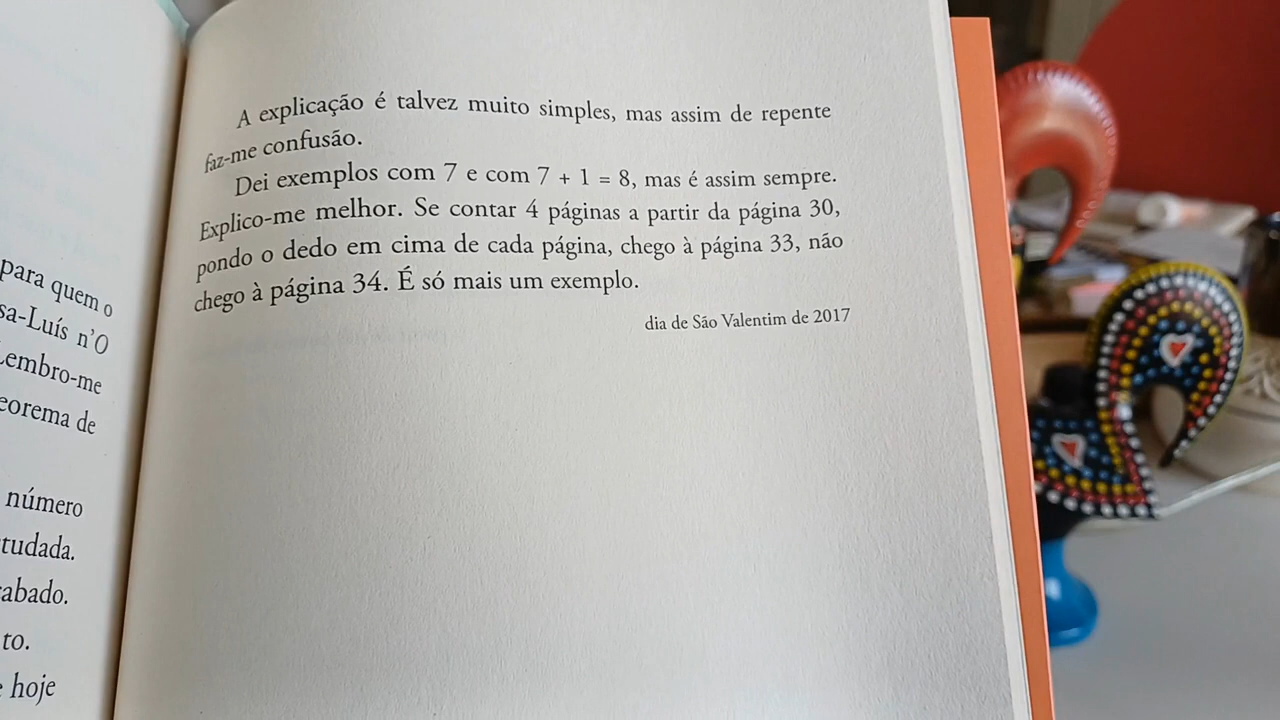 para quem o
sa-Luís n'O
Lembro-me
eorema de
número
tudada.
abado.
to.
hoje
A explicação é talvez muito simples, mas assim de repente
faz-me confusão.
Dei exemplos com 7 e com 7 + 1 = 8, mas é assim sempre.
Explico-me melhor. Se contar 4 páginas a partir da página 30,
pondo o dedo em cima de cada página, chego à página 33, não
chego à página 34. É só mais um exemplo.
dia de São Valentim de 2017